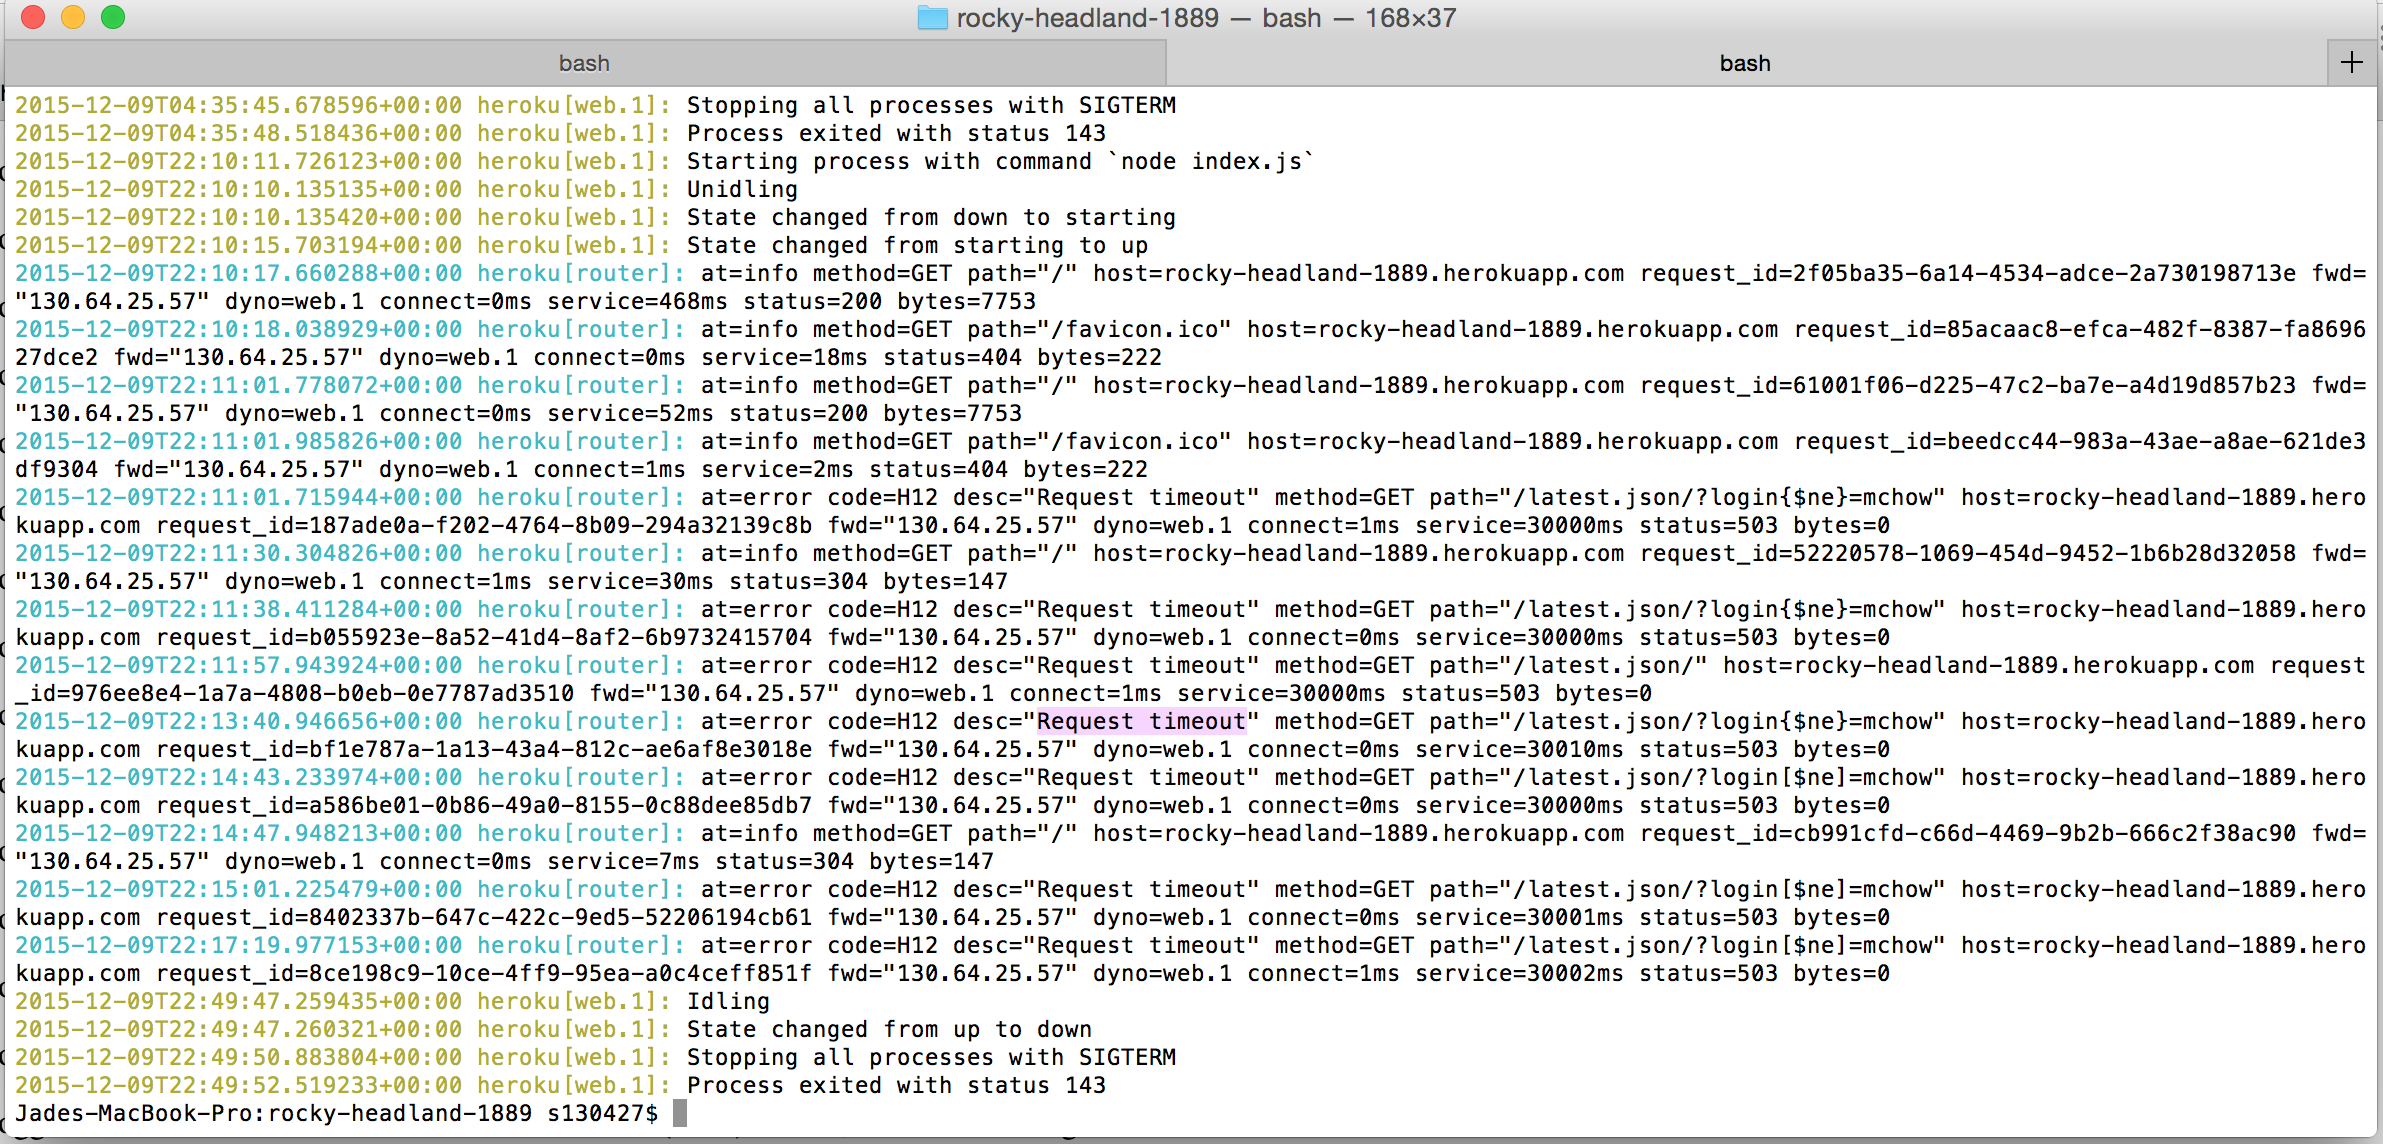 rocky-headland-1889 — bash — 168×37
bash bash +
2015-12-09T04:35:45.678596+00:00 heroku[web.1]: Stopping all processes with SIGTERM
2015-12-09T04:35:48.518436+00:00 heroku[web.1]: Process exited with status 143
2015-12-09T22:10:11.726123+00:00 heroku[web.1]: Starting process with command `node index.js`
2015-12-09T22:10:10.135135+00:00 heroku[web.1]: Unidling
2015-12-09T22:10:10.135420+00:00 heroku[web.1]: State changed from down to starting
2015-12-09T22:10:15.703194+00:00 heroku[web.1]: State changed from starting to up
2015-12-09T22:10:17.660288+00:00 heroku[router]: at=info method=GET path="/" host=rocky-headland-1889.herokuapp.com request_id=2f05ba35-6a14-4534-adce-2a730198713e fwd=
"130.64.25.57" dyno=web.1 connect=0ms service=468ms status=200 bytes=7753
2015-12-09T22:10:18.038929+00:00 heroku[router]: at=info method=GET path="/favicon.ico" host=rocky-headland-1889.herokuapp.com request_id=85acaac8-efca-482f-8387-fa8696
27dce2 fwd="130.64.25.57" dyno=web.1 connect=0ms service=18ms status=404 bytes=222
2015-12-09T22:11:01.778072+00:00 heroku[router]: at=info method=GET path="/" host=rocky-headland-1889.herokuapp.com request_id=61001f06-d225-47c2-ba7e-a4d19d857b23 fwd=
"130.64.25.57" dyno=web.1 connect=0ms service=52ms status=200 bytes=7753
2015-12-09T22:11:01.985826+00:00 heroku[router]: at=info method=GET path="/favicon.ico" host=rocky-headland-1889.herokuapp.com request_id=beedcc44-983a-43ae-a8ae-621de3
df9304 fwd="130.64.25.57" dyno=web.1 connect=1ms service=2ms status=404 bytes=222
2015-12-09T22:11:01.715944+00:00 heroku[router]: at=error code=H12 desc="Request timeout" method=GET path="/latest.json/?login{$ne}=mchow" host=rocky-headland-1889.hero
kuapp.com request_id=187ade0a-f202-4764-8b09-294a32139c8b fwd="130.64.25.57" dyno=web.1 connect=1ms service=30000ms status=503 bytes=0
2015-12-09T22:11:30.304826+00:00 heroku[router]: at=info method=GET path="/" host=rocky-headland-1889.herokuapp.com request_id=52220578-1069-454d-9452-1b6b28d32058 fwd=
"130.64.25.57" dyno=web.1 connect=1ms service=30ms status=304 bytes=147
2015-12-09T22:11:38.411284+00:00 heroku[router]: at=error code=H12 desc="Request timeout" method=GET path="/latest.json/?login{$ne}=mchow" host=rocky-headland-1889.hero
kuapp.com request_id=b055923e-8a52-41d4-8af2-6b9732415704 fwd="130.64.25.57" dyno=web.1 connect=0ms service=30000ms status=503 bytes=0
2015-12-09T22:11:57.943924+00:00 heroku[router]: at=error code=H12 desc="Request timeout" method=GET path="/latest.json/" host=rocky-headland-1889.herokuapp.com request
_id=976ee8e4-1a7a-4808-b0eb-0e7787ad3510 fwd="130.64.25.57" dyno=web.1 connect=1ms service=30000ms status=503 bytes=0
2015-12-09T22:13:40.946656+00:00 heroku[router]: at=error code=H12 desc="Request timeout" method=GET path="/latest.json/?login{$ne}=mchow" host=rocky-headland-1889.hero
kuapp.com request_id=bf1e787a-1a13-43a4-812c-ae6af8e3018e fwd="130.64.25.57" dyno=web.1 connect=0ms service=30010ms status=503 bytes=0
2015-12-09T22:14:43.233974+00:00 heroku[router]: at=error code=H12 desc="Request timeout" method=GET path="/latest.json/?login[$ne]=mchow" host=rocky-headland-1889.hero
kuapp.com request_id=a586be01-0b86-49a0-8155-0c88dee85db7 fwd="130.64.25.57" dyno=web.1 connect=0ms service=30000ms status=503 bytes=0
2015-12-09T22:14:47.948213+00:00 heroku[router]: at=info method=GET path="/" host=rocky-headland-1889.herokuapp.com request_id=cb991cfd-c66d-4469-9b2b-666c2f38ac90 fwd=
"130.64.25.57" dyno=web.1 connect=0ms service=7ms status=304 bytes=147
2015-12-09T22:15:01.225479+00:00 heroku[router]: at=error code=H12 desc="Request timeout" method=GET path="/latest.json/?login[$ne]=mchow" host=rocky-headland-1889.hero
kuapp.com request_id=8402337b-647c-422c-9ed5-52206194cb61 fwd="130.64.25.57" dyno=web.1 connect=0ms service=30001ms status=503 bytes=0
2015-12-09T22:17:19.977153+00:00 heroku[router]: at=error code=H12 desc="Request timeout" method=GET path="/latest.json/?login[$ne]=mchow" host=rocky-headland-1889.hero
kuapp.com request_id=8ce198c9-10ce-4ff9-95ea-a0c4ceff851f fwd="130.64.25.57" dyno=web.1 connect=1ms service=30002ms status=503 bytes=0
2015-12-09T22:49:47.259435+00:00 heroku[web.1]: Idling
2015-12-09T22:49:47.260321+00:00 heroku[web.1]: State changed from up to down
2015-12-09T22:49:50.883804+00:00 heroku[web.1]: Stopping all processes with SIGTERM
2015-12-09T22:49:52.519233+00:00 heroku[web.1]: Process exited with status 143
Jades-MacBook-Pro:rocky-headland-1889 s130427$